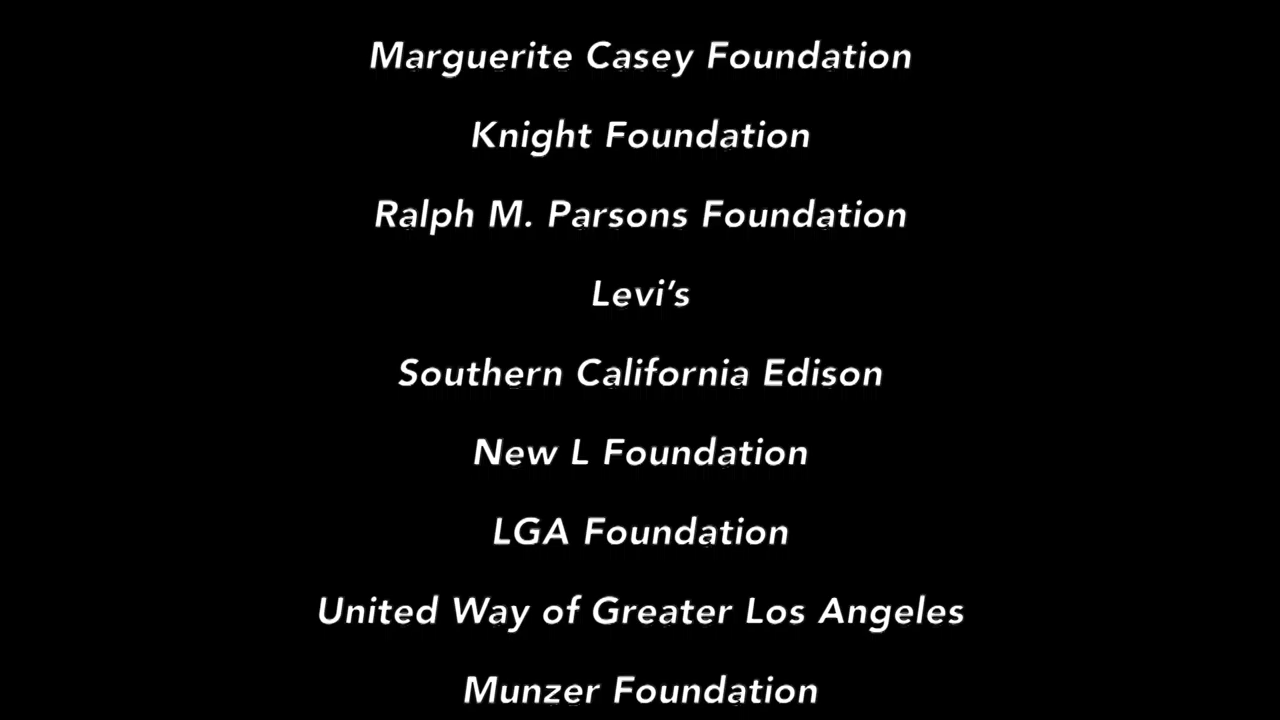 Marguerite Casey Foundation
Knight Foundation
Ralph M. Parsons Foundation
Levi’s
Southern California Edison
New L Foundation
LGA Foundation
United Way of Greater Los Angeles
Munzer Foundation